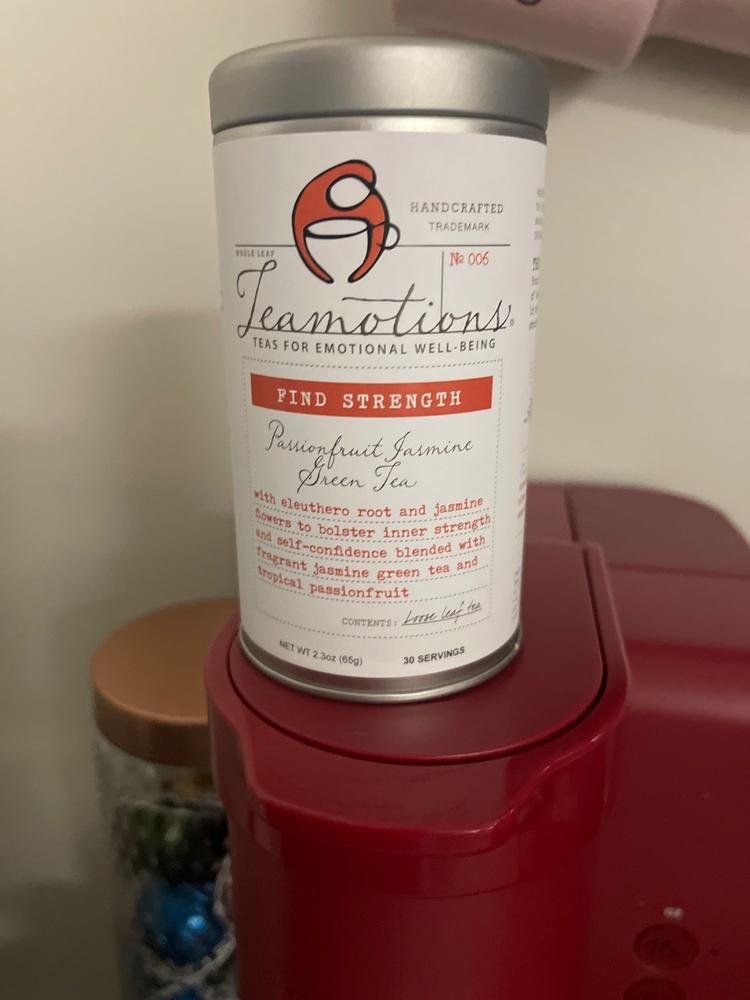 HANDCRAFTED
TRADEMARK
WHOLE LEAF
№ 006
Teamotions®
TEAS FOR EMOTIONAL WELL-BEING
FIND STRENGTH
Passionfruit Jasmine
Green Tea
with eleuthero root and jasmine
flowers to bolster inner strength
and self-confidence blended with
fragrant jasmine green tea and
tropical passionfruit
CONTENTS: Loose leaf tea
NET WT 2.3oz (65g)
30 SERVINGS